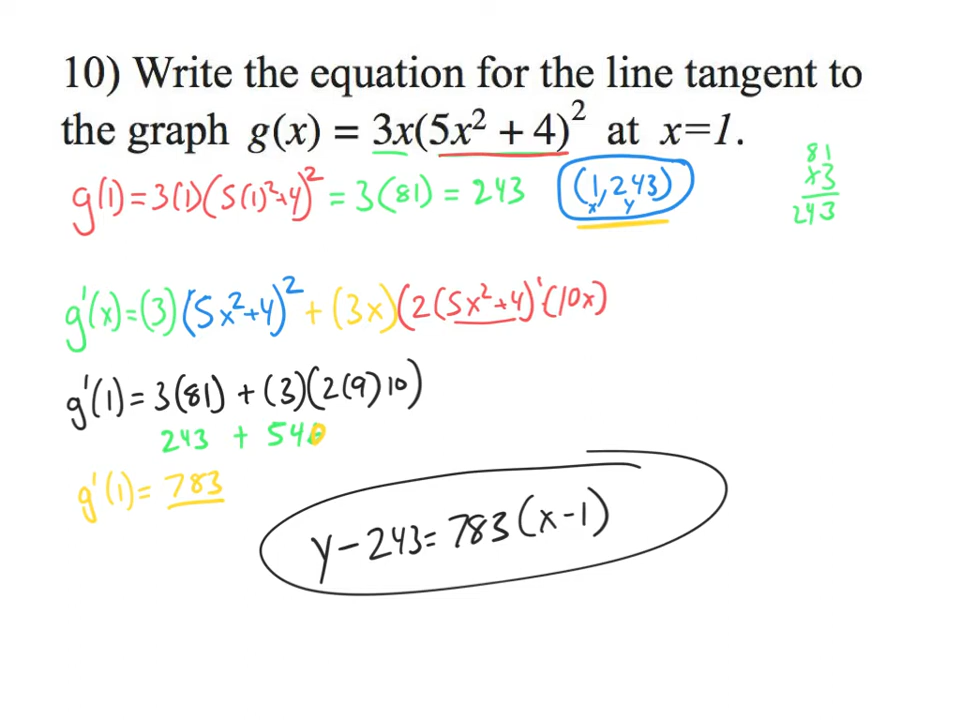 10) Write the equation for the line tangent to
the graph g(x) = 3x(5x² + 4)² at x=1.
g(1) = 3(1)(5(1)²+4)² = 3(81) = 243 (1,243)
x y
81
x3
243
g'(x) = (3)(5x²+4)² + (3x)(2(5x²+4)'(10x)
g'(1) = 3(81) + (3)(2(9)10)
243 + 540
g'(1) = 783
y - 243 = 783(x - 1)